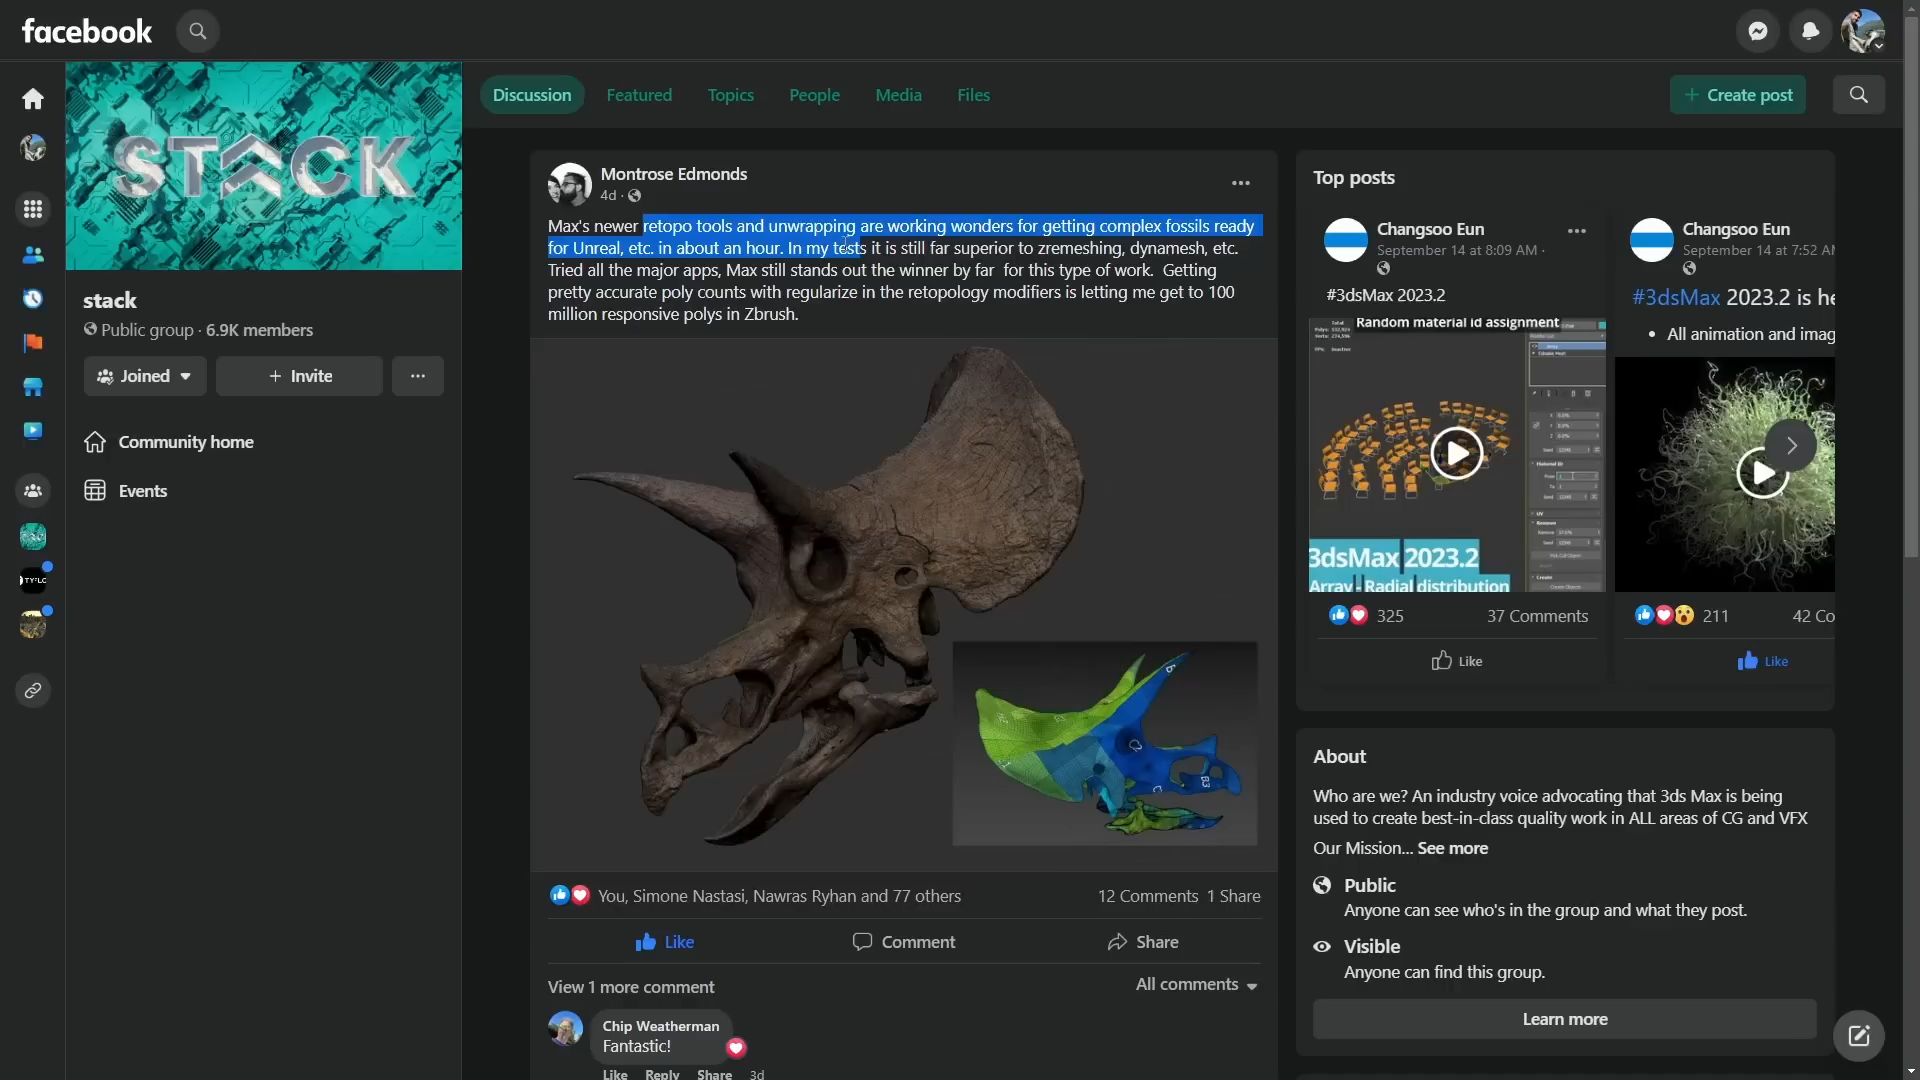 facebook
STACK
stack
Public group · 6.9K members
Joined
+ Invite
Community home
Events
Discussion
Featured
Topics
People
Media
Files
+ Create post
Montrose Edmonds
4d ·
Max's newer retopo tools and unwrapping are working wonders for getting complex fossils ready
for Unreal, etc. in about an hour. In my tests it is still far superior to zremeshing, dynamesh, etc.
Tried all the major apps, Max still stands out the winner by far for this type of work. Getting
pretty accurate poly counts with regularize in the retopology modifiers is letting me get to 100
million responsive polys in Zbrush.
C2
B3
You, Simone Nastasi, Nawras Ryhan and 77 others
12 Comments 1 Share
Like
Comment
Share
View 1 more comment
All comments
Chip Weatherman
Fantastic!
Like Reply Share 3d
Top posts
Changsoo Eun
September 14 at 8:09 AM ·
#3dsMax 2023.2
Random material id assignment
3dsMax 2023.2
Array - Radial distribution
325
37 Comments
Like
Changsoo Eun
September 14 at 7:52 AM
#3dsMax 2023.2 is he
• All animation and imag
211
42 Co
Like
About
Who are we? An industry voice advocating that 3ds Max is being
used to create best-in-class quality work in ALL areas of CG and VFX
Our Mission... See more
Public
Anyone can see who's in the group and what they post.
Visible
Anyone can find this group.
Learn more